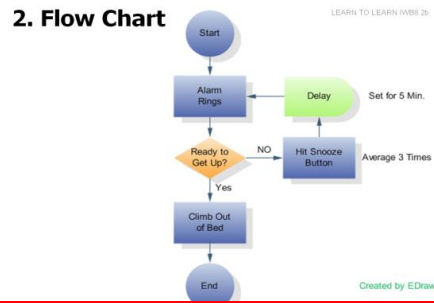 2. Flow Chart
LEARN TO LEARN IWB8 2b
Start
Alarm
Rings
Delay
Set for 5 Min.
Ready to
Get Up?
NO
Hit Snooze
Button
Average 3 Times
Yes
Climb Out
of Bed
End
Created by EDraw